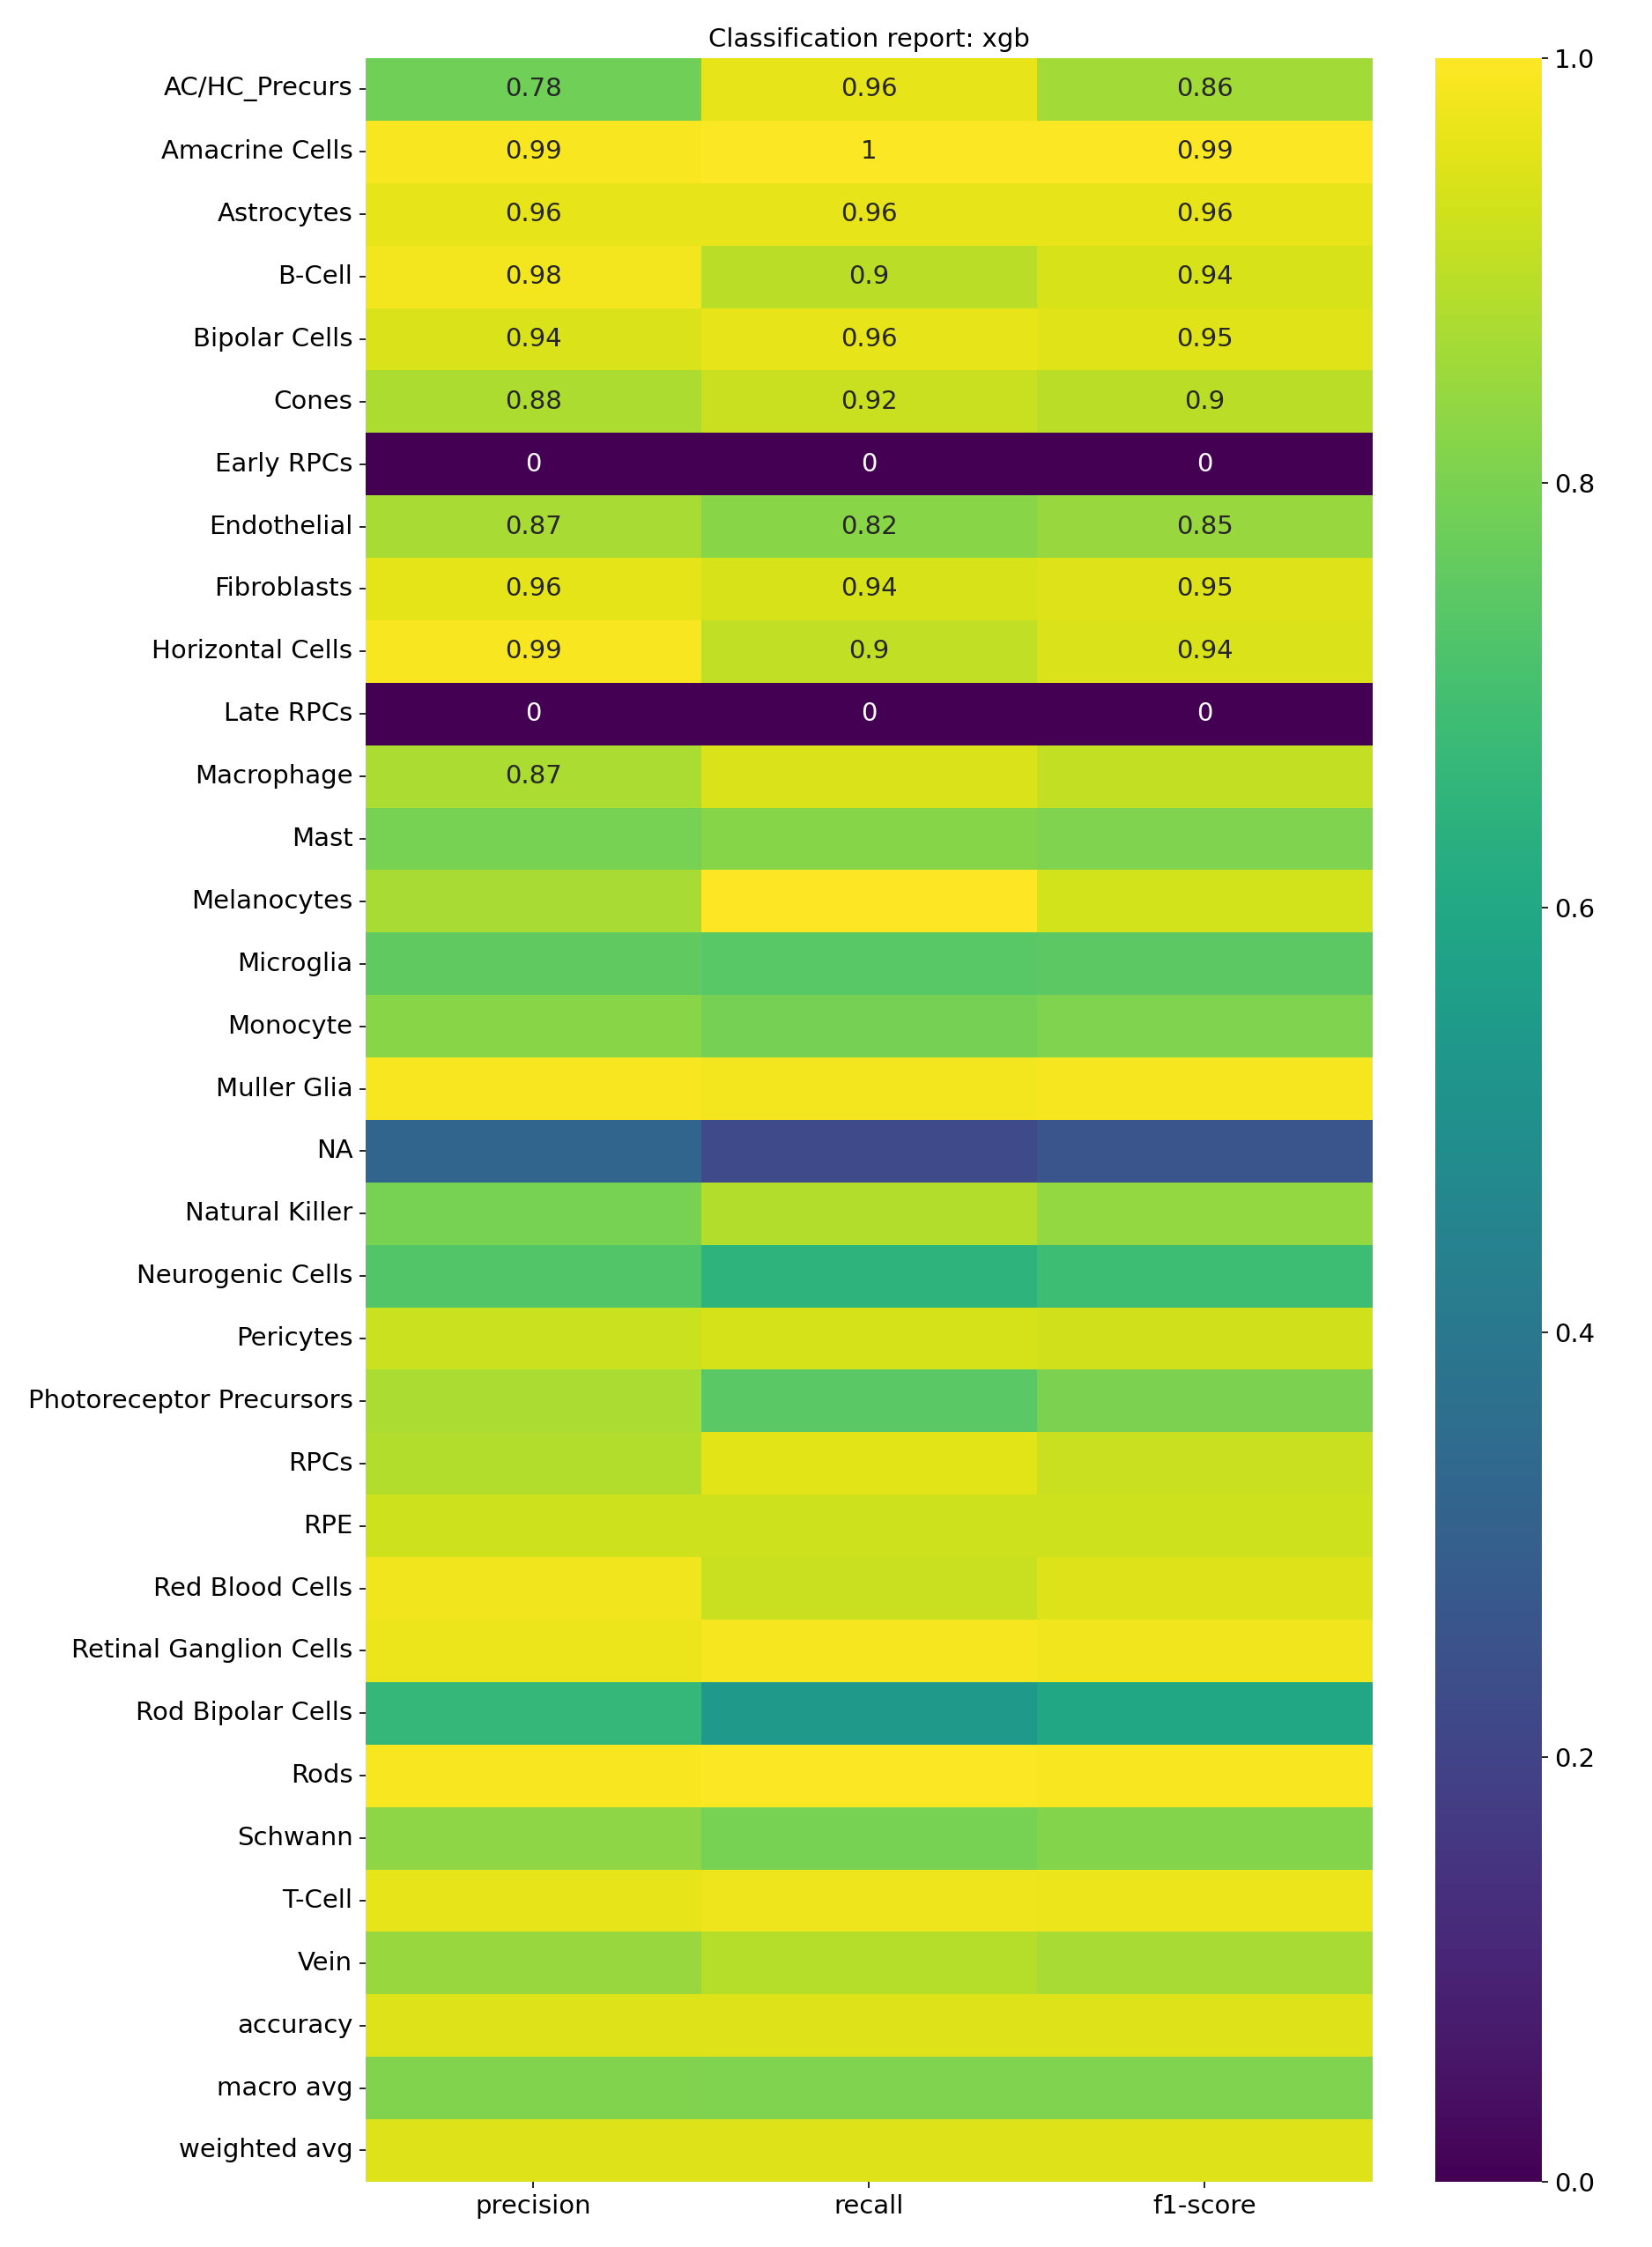 Classification report: xgb
AC/HC_Precurs 0.78 0.96 0.86
Amacrine Cells 0.99 1 0.99
Astrocytes 0.96 0.96 0.96
B-Cell 0.98 0.9 0.94
Bipolar Cells 0.94 0.96 0.95
Cones 0.88 0.92 0.9
Early RPCs 0 0 0
Endothelial 0.87 0.82 0.85
Fibroblasts 0.96 0.94 0.95
Horizontal Cells 0.99 0.9 0.94
Late RPCs 0 0 0
Macrophage 0.87
Mast
Melanocytes
Microglia
Monocyte
Muller Glia
NA
Natural Killer
Neurogenic Cells
Pericytes
Photoreceptor Precursors
RPCs
RPE
Red Blood Cells
Retinal Ganglion Cells
Rod Bipolar Cells
Rods
Schwann
T-Cell
Vein
accuracy
macro avg
weighted avg
precision recall f1-score
1.0
0.8
0.6
0.4
0.2
0.0